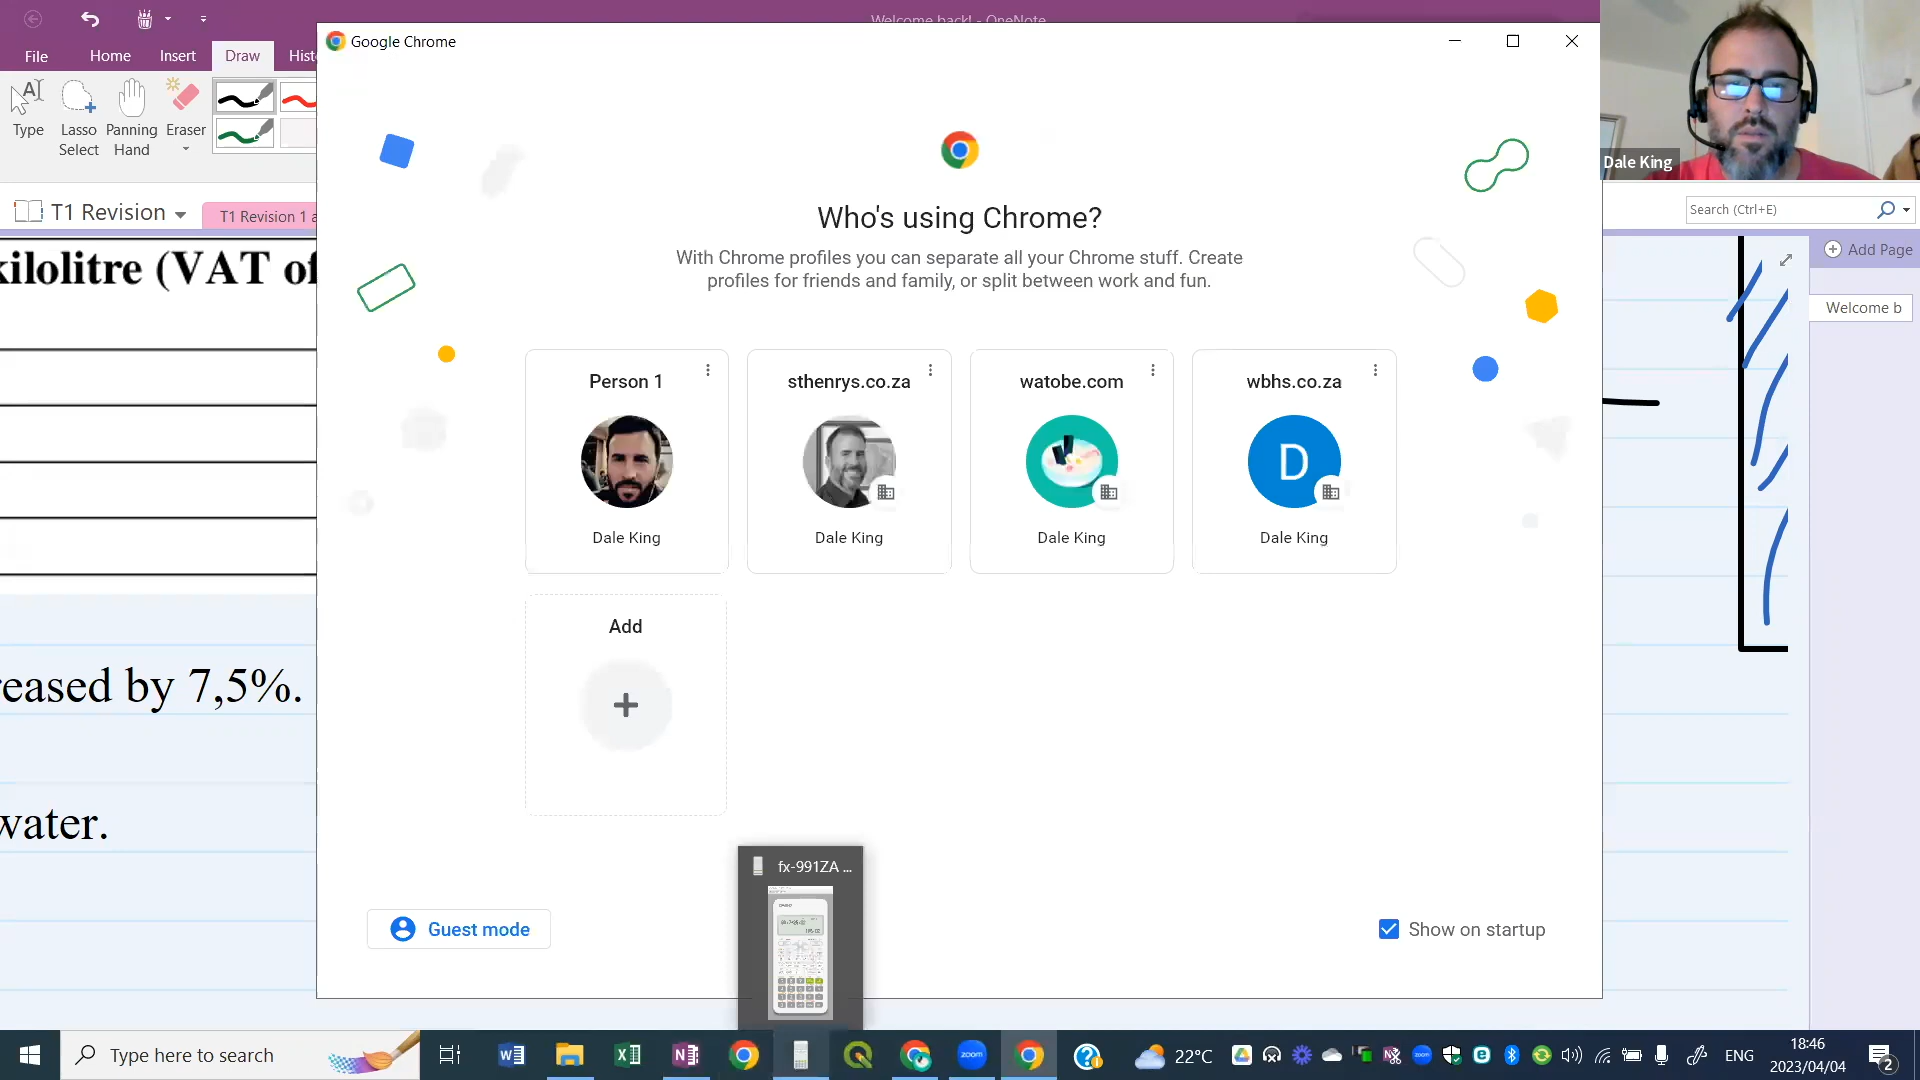 Welcome back! - OneNote
Google Chrome
File
Home
Insert
Draw
Hist
Type
Lasso Select
Panning Hand
Eraser
Dale King
T1 Revision
T1 Revision 1 a
Search (Ctrl+E)
Add Page
Welcome b
kilolitre (VAT of
Who's using Chrome?
With Chrome profiles you can separate all your Chrome stuff. Create
profiles for friends and family, or split between work and fun.
Person 1
Dale King
sthenrys.co.za
Dale King
watobe.com
Dale King
wbhs.co.za
D
Dale King
Add
reased by 7,5%.
water.
fx-991ZA ...
Guest mode
Show on startup
Type here to search
zoom
22°C
ENG
18:46
2023/04/04
2